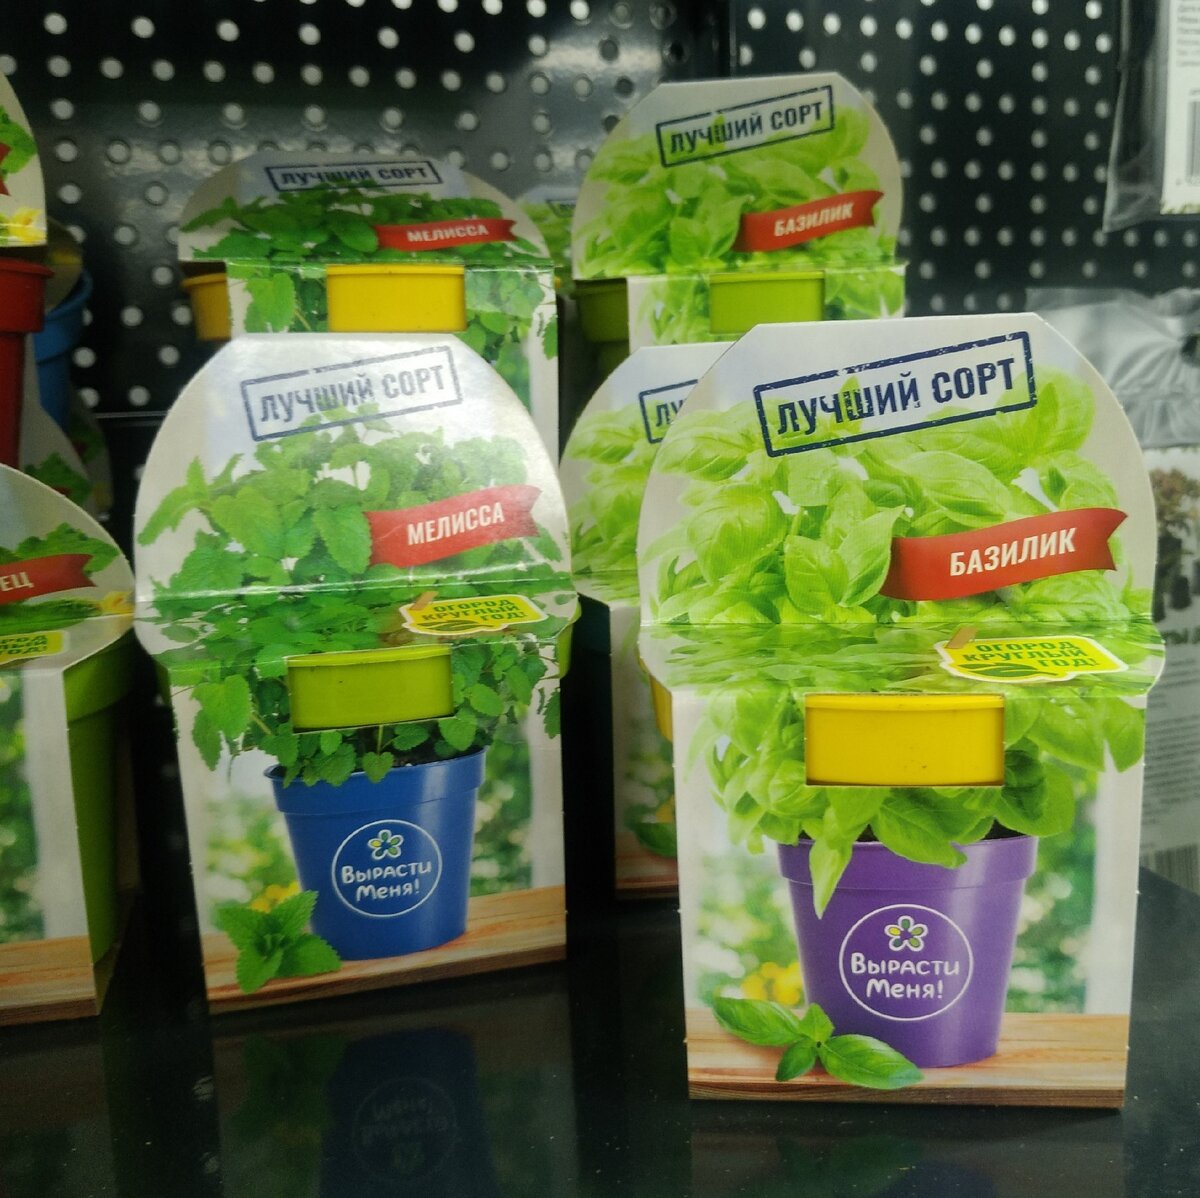 ЛУЧШИЙ СОРТ
МЕЛИССА
ЛУЧШИЙ СОРТ
БАЗИЛИК
ЛУЧШИЙ СОРТ
МЕЛИССА
ОГОРОД
КРУГЛЫЙ
ГОД!
ВЫРАСТИ
МЕНЯ!
ЛУЧШИЙ СОРТ
БАЗИЛИК
ОГОРОД
КРУГЛЫЙ
ГОД!
ВЫРАСТИ
МЕНЯ!